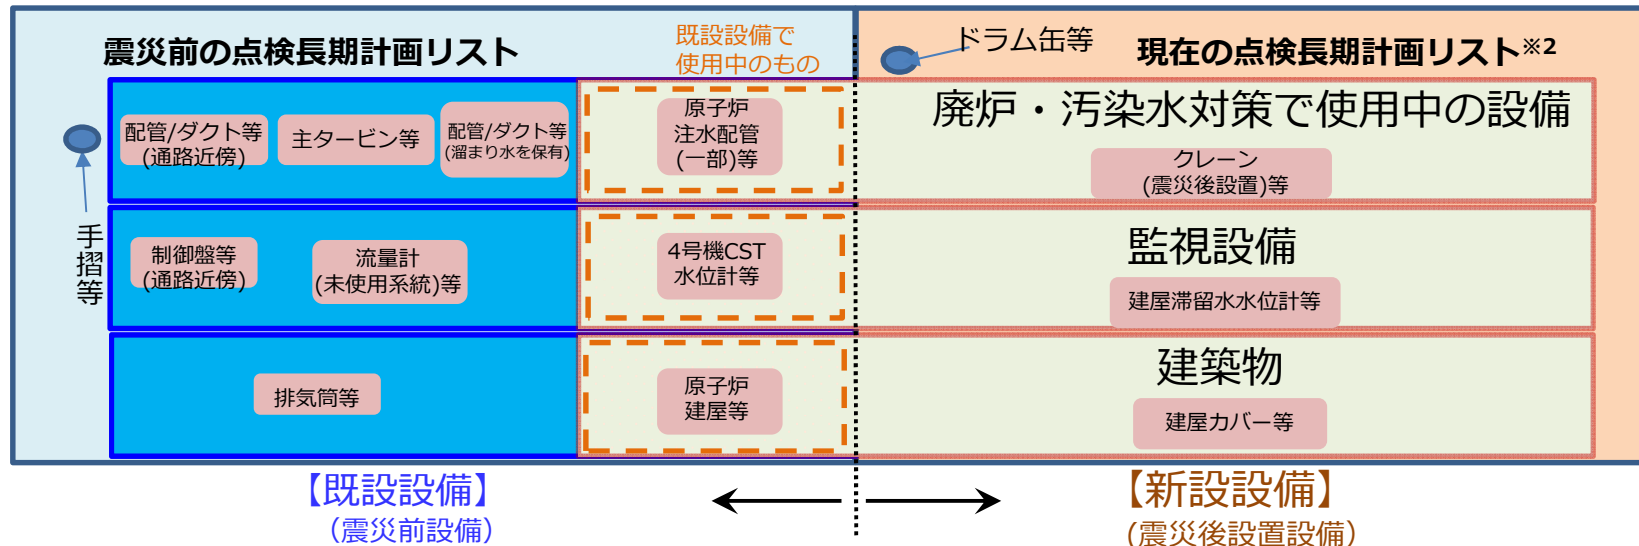 震災前の点検長期計画リスト
既設設備で
使用中のもの
ドラム缶等
現在の点検長期計画リスト※2
手摺等
配管/ダクト等
(通路近傍)
主タービン等
配管/ダクト等
(溜まり水を保有)
原子炉
注水配管
(一部)等
廃炉・汚染水対策で使用中の設備
クレーン
(震災後設置)等
制御盤等
(通路近傍)
流量計
(未使用系統)等
4号機CST
水位計等
監視設備
建屋滞留水水位計等
排気筒等
原子炉
建屋等
建築物
建屋カバー等
【既設設備】
（震災前設備）
【新設設備】
(震災後設置設備）